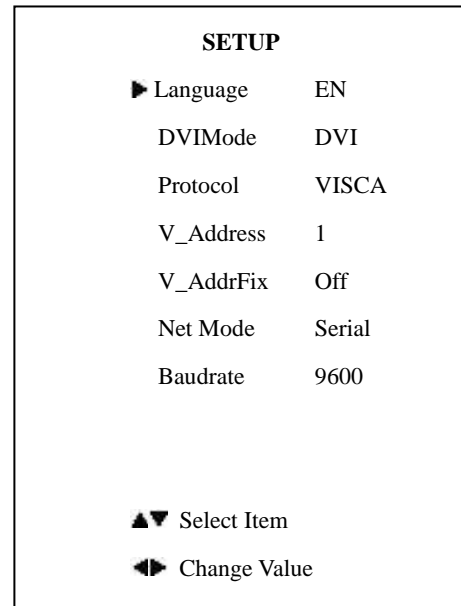 SETUP
Language EN
DVIMode DVI
Protocol VISCA
V_Address 1
V_AddrFix Off
Net Mode Serial
Baudrate 9600
Select Item
Change Value